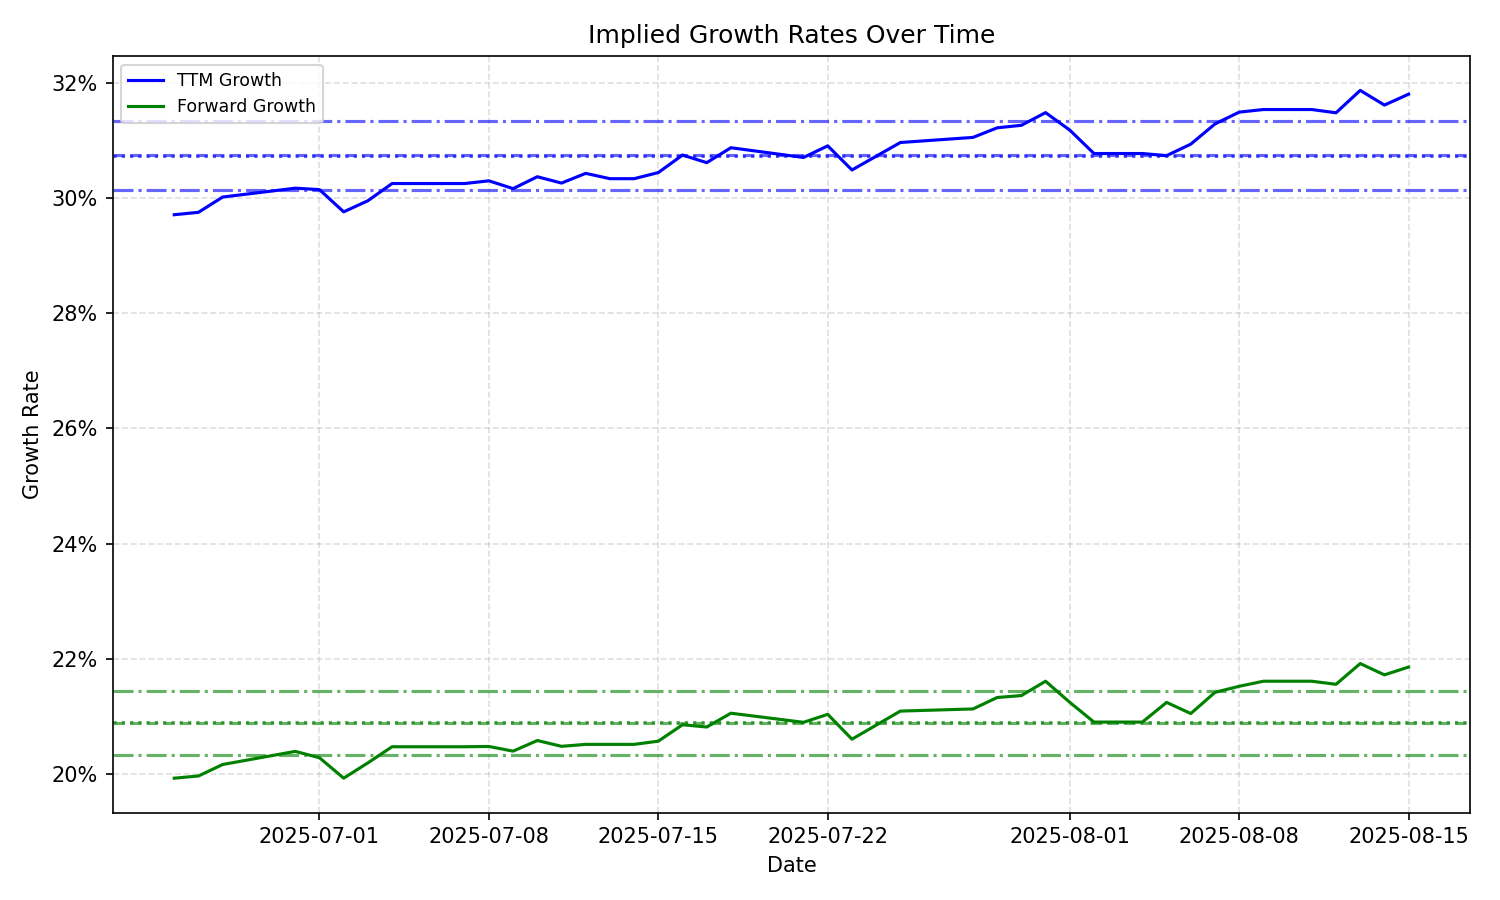 Implied Growth Rates Over Time
TTM Growth
Forward Growth
32%
30%
28%
26%
24%
22%
20%
Growth Rate
2025-07-01 2025-07-08 2025-07-15 2025-07-22 2025-08-01 2025-08-08 2025-08-15
Date